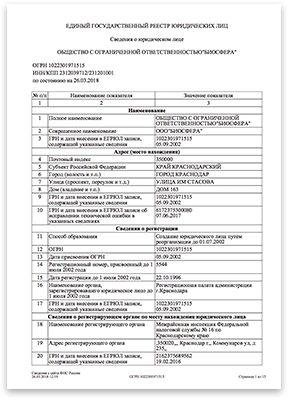 ЕДИНЫЙ ГОСУДАРСТВЕННЫЙ РЕЕСТР ЮРИДИЧЕСКИХ ЛИЦ
Сведения о юридическом лице
ОБЩЕСТВО С ОГРАНИЧЕННОЙ ОТВЕТСТВЕННОСТЬЮ"БИОСФЕРА"
ОГРН 1022301971515
ИНН/КПП 2312039712/231201001
по состоянию на 26.03.2018
№ п/п Наименование показателя Значение показателя
1 2 3
Наименование
1 Полное наименование ОБЩЕСТВО С ОГРАНИЧЕННОЙ
ОТВЕТСТВЕННОСТЬЮ"БИОСФЕРА"
2 Сокращенное наименование ООО"БИОСФЕРА"
3 ГРН и дата внесения в ЕГРЮЛ записи, 1022301971515
содержащей указанные сведения 05.09.2002
Адрес (место нахождения)
4 Почтовый индекс 350000
5 Субъект Российской Федерации КРАЙ КРАСНОДАРСКИЙ
6 Город (волость и т.п.) ГОРОД КРАСНОДАР
7 Улица (проспект, переулок и т.д.) УЛИЦА ИМ СТАСОВА
8 Дом (владение и т.п.) ДОМ 163
9 ГРН и дата внесения в ЕГРЮЛ записи, 1022301971515
содержащей указанные сведения 05.09.2002
10 ГРН и дата внесения в ЕГРЮЛ записи об
исправлении технической ошибки в 07.06.2017
указанных сведениях
Сведения о регистрации
11 Способ образования Создание юридического лица путем
реорганизации до 01.07.2002
12 ОГРН 1022301971515
13 Дата присвоения ОГРН 05.09.2002
14 Регистрационный номер, присвоенный до 1 5544
июля 2002 года
15 Дата регистрации до 1 июля 2002 года 22.10.1996
16 Наименование органа, Регистрационная палата администрации
зарегистрировавшего юридическое лицо до г.Краснодара
1 июля 2002 года
17 ГРН и дата внесения в ЕГРЮЛ записи, 1022301971515
содержащей указанные сведения 05.09.2002
Сведения о регистрирующем органе по месту нахождения юридического лица
18 Наименование регистрирующего органа Межрайонная инспекция Федеральной
налоговой службы № 16 по
Краснодарскому краю
19 Адрес регистрирующего органа ,350020,,, Краснодар г,, Коммунаров ул, д
235,,
20 ГРН и дата внесения в ЕГРЮЛ записи, 2162375689562
содержащей указанные сведения 19.02.2016
Сведения с сайта ФНС России
26.03.2018 ОГРН 1022301971515 Страница 1 из 15